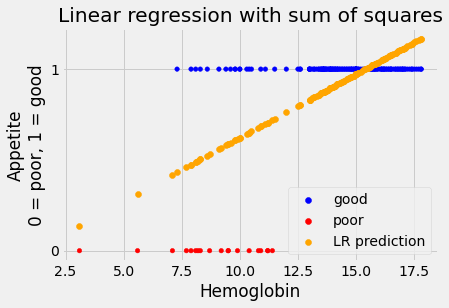 Linear regression with sum of squares
Appetite
0 = poor, 1 = good
1
0
good
poor
LR prediction
2.5 5.0 7.5 10.0 12.5 15.0 17.5
Hemoglobin